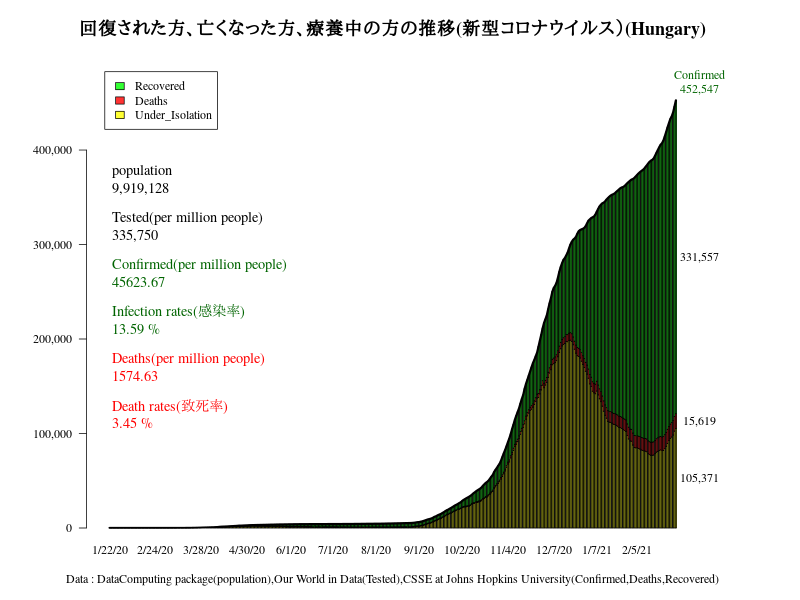 回復された方、亡くなった方、療養中の方の推移(新型コロナウイルス)(Hungary)
Confirmed
452,547
Recovered
Deaths
Under_Isolation
400,000
300,000
200,000
100,000
0
population
9,919,128
Tested(per million people)
335,750
Confirmed(per million people)
45623.67
Infection rates(感染率)
13.59 %
Deaths(per million people)
1574.63
Death rates(致死率)
3.45 %
331,557
15,619
105,371
1/22/20 2/24/20 3/28/20 4/30/20 6/1/20 7/1/20 8/1/20 9/1/20 10/2/20 11/4/20 12/7/20 1/7/21 2/5/21
Data : DataComputing package(population),Our World in Data(Tested),CSSE at Johns Hopkins University(Confirmed,Deaths,Recovered)